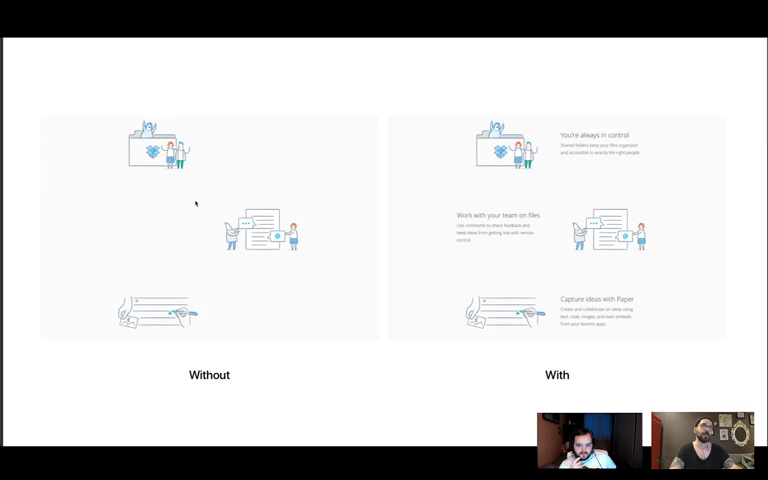 You're always in control
Shared folders keep your files organized
and accessible to exactly the right people.
Work with your team on files
Use comments to share feedback and
keep ideas from getting lost with version
control.
Capture ideas with Paper
Create and collaborate on ideas using
text, code, images, and even embeds
from your favorite apps.
Without
With